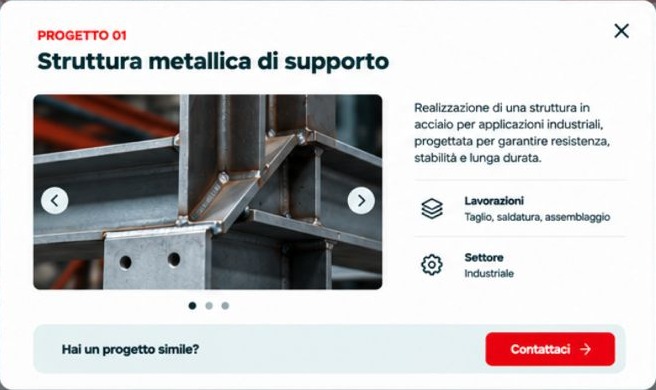 PROGETTO 01
Struttura metallica di supporto
Realizzazione di una struttura in
acciaio per applicazioni industriali,
progettata per garantire resistenza,
stabilità e lunga durata.
Lavorazioni
Taglio, saldatura, assemblaggio
Settore
Industriale
Hai un progetto simile?
Contattaci →